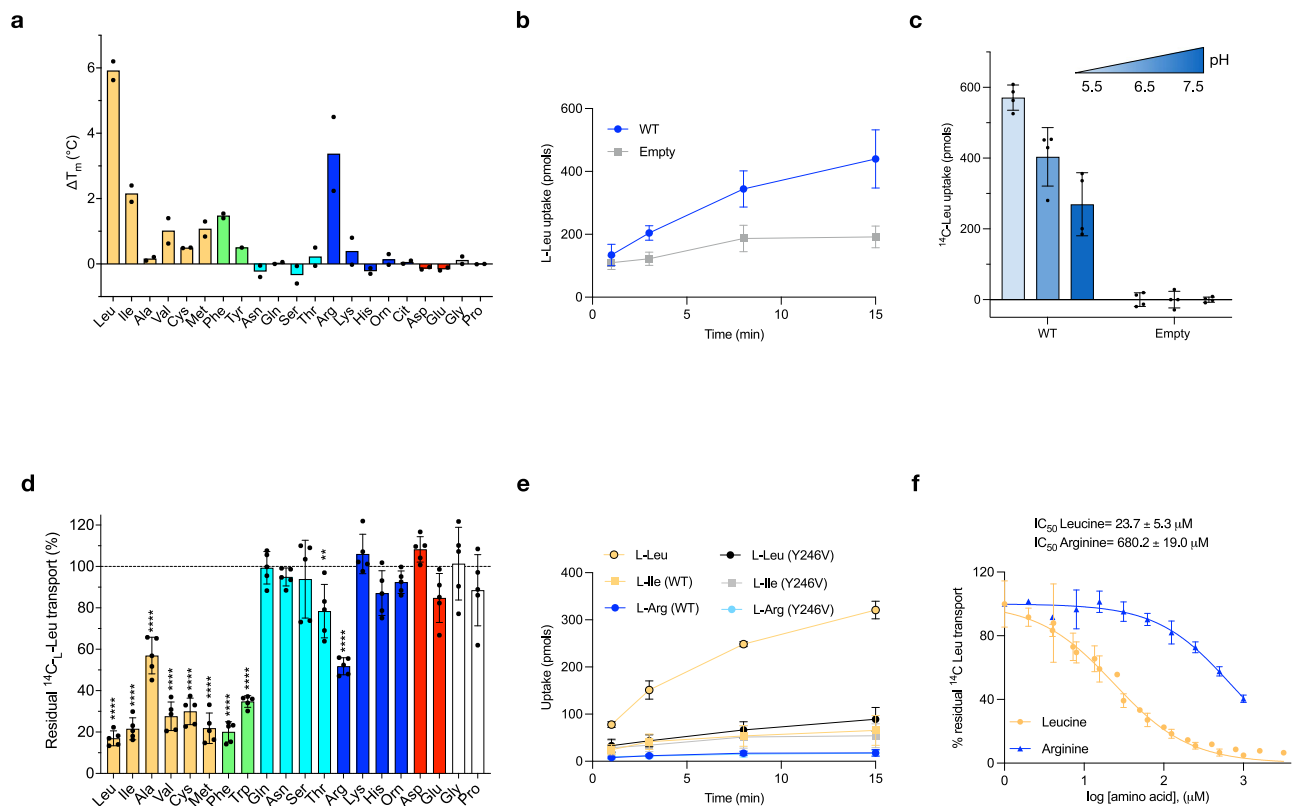 a
ΔTm (°C)
6
4
2
0
Leu
Ile
Ala
Val
Cys
Met
Phe
Tyr
Asn
Gln
Ser
Thr
Arg
Lys
His
Orn
Cit
Asp
Glu
Gly
Pro
b
L-Leu uptake (pmols)
600
400
200
0
WT
Empty
0
5
10
15
Time (min)
c
¹⁴C-Leu uptake (pmols)
600
400
200
0
pH
5.5 6.5 7.5
WT
Empty
d
Residual ¹⁴C-L-Leu transport (%)
120
100
80
60
40
20
0
****
****
****
****
****
****
****
****
**
****
Leu
Ile
Ala
Val
Cys
Met
Phe
Trp
Gln
Asn
Ser
Thr
Arg
Lys
His
Orn
Asp
Glu
Gly
Pro
e
L-Leu
L-Ile (WT)
L-Arg (WT)
L-Leu (Y246V)
L-Ile (Y246V)
L-Arg (Y246V)
Uptake (pmols)
400
300
200
100
0
0
5
10
15
Time (min)
f
IC50 Leucine= 23.7 ± 5.3 μM
IC50 Arginine= 680.2 ± 19.0 μM
% residual ¹⁴C Leu transport
120
80
40
0
Leucine
Arginine
0
1
2
3
log [amino acid], (μM)